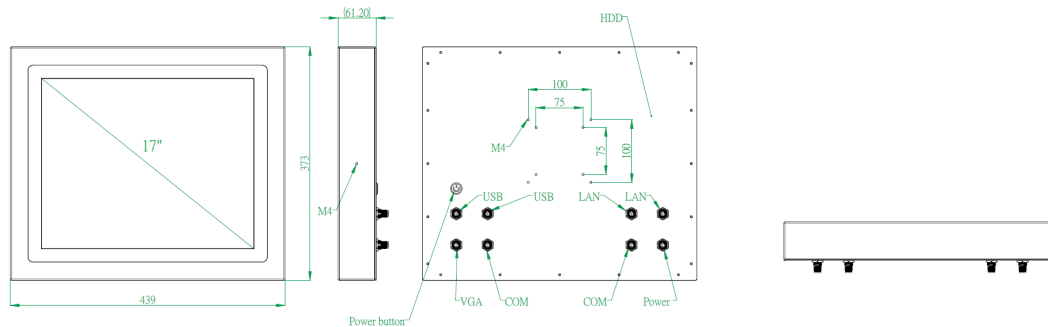 (61.20)
HDD
100
75
17"
M4
373
75
100
M4
USB
USB
LAN
LAN
439
VGA
COM
COM
Power
Power button